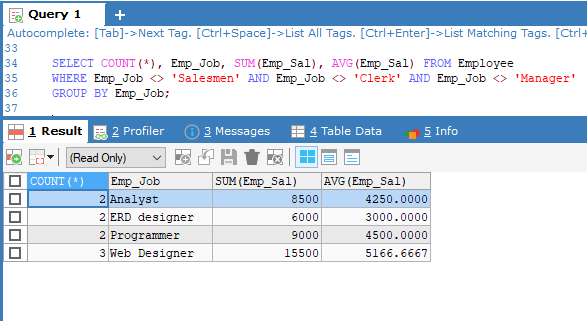 Query 1 +
Autocomplete: [Tab]->Next Tag. [Ctrl+Space]->List All Tags. [Ctrl+Enter]->List Matching Tags. [Ctrl+
33
34 SELECT COUNT(*), Emp_Job, SUM(Emp_Sal), AVG(Emp_Sal) FROM Employee
35 WHERE Emp_Job <> 'Salesmen' AND Emp_Job <> 'Clerk' AND Emp_Job <> 'Manager'
36 GROUP BY Emp_Job;
37
1 Result 2 Profiler 3 Messages 4 Table Data 5 Info
(Read Only)
COUNT(*) Emp_Job SUM(Emp_Sal) AVG(Emp_Sal)
2 Analyst 8500 4250.0000
2 ERD designer 6000 3000.0000
2 Programmer 9000 4500.0000
3 Web Designer 15500 5166.6667